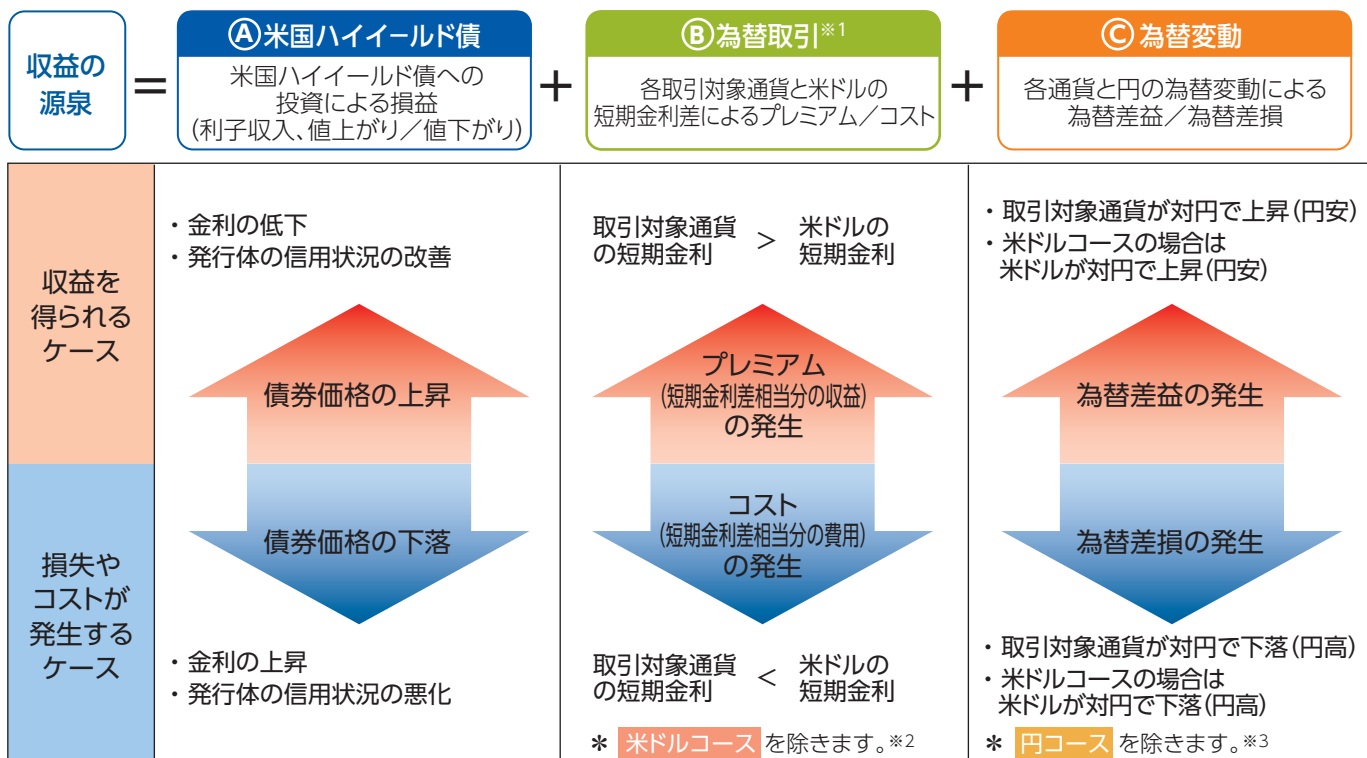 収益の
源泉
=
Ⓐ米国ハイイールド債
米国ハイイールド債への
投資による損益
(利子収入、値上がり/値下がり)
+
Ⓑ為替取引※1
各取引対象通貨と米ドルの
短期金利差によるプレミアム/コスト
+
Ⓒ為替変動
各通貨と円の為替変動による
為替差益/為替差損
収益を
得られる
ケース
・金利の低下
・発行体の信用状況の改善
債券価格の上昇
取引対象通貨
の短期金利
>
米ドルの
短期金利
プレミアム
(短期金利差相当分の収益)
の発生
・取引対象通貨が対円で上昇(円安)
・米ドルコースの場合は
米ドルが対円で上昇(円安)
為替差益の発生
損失や
コストが
発生する
ケース
債券価格の下落
・金利の上昇
・発行体の信用状況の悪化
コスト
(短期金利差相当分の費用)
の発生
取引対象通貨
の短期金利
<
米ドルの
短期金利
＊ 米ドルコース を除きます。※2
為替差損の発生
・取引対象通貨が対円で下落(円高)
・米ドルコースの場合は
米ドルが対円で下落(円高)
＊ 円コース を除きます。※3